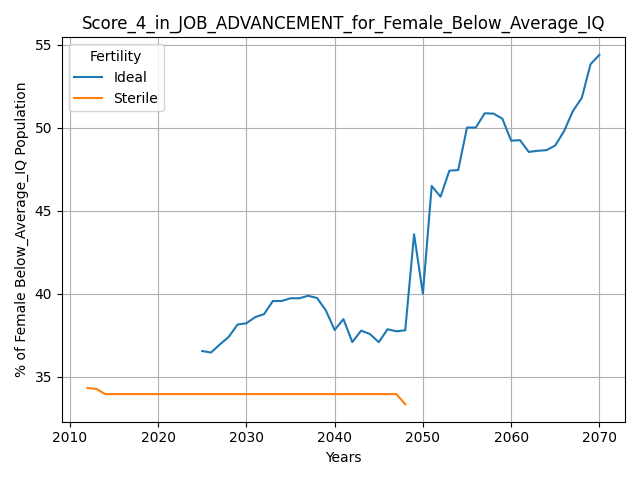 Score_4_in_JOB_ADVANCEMENT_for_Female_Below_Average_IQ
% of Female Below_Average_IQ Population
55
50
45
40
35
Fertility
Ideal
Sterile
2010 2020 2030 2040 2050 2060 2070
Years